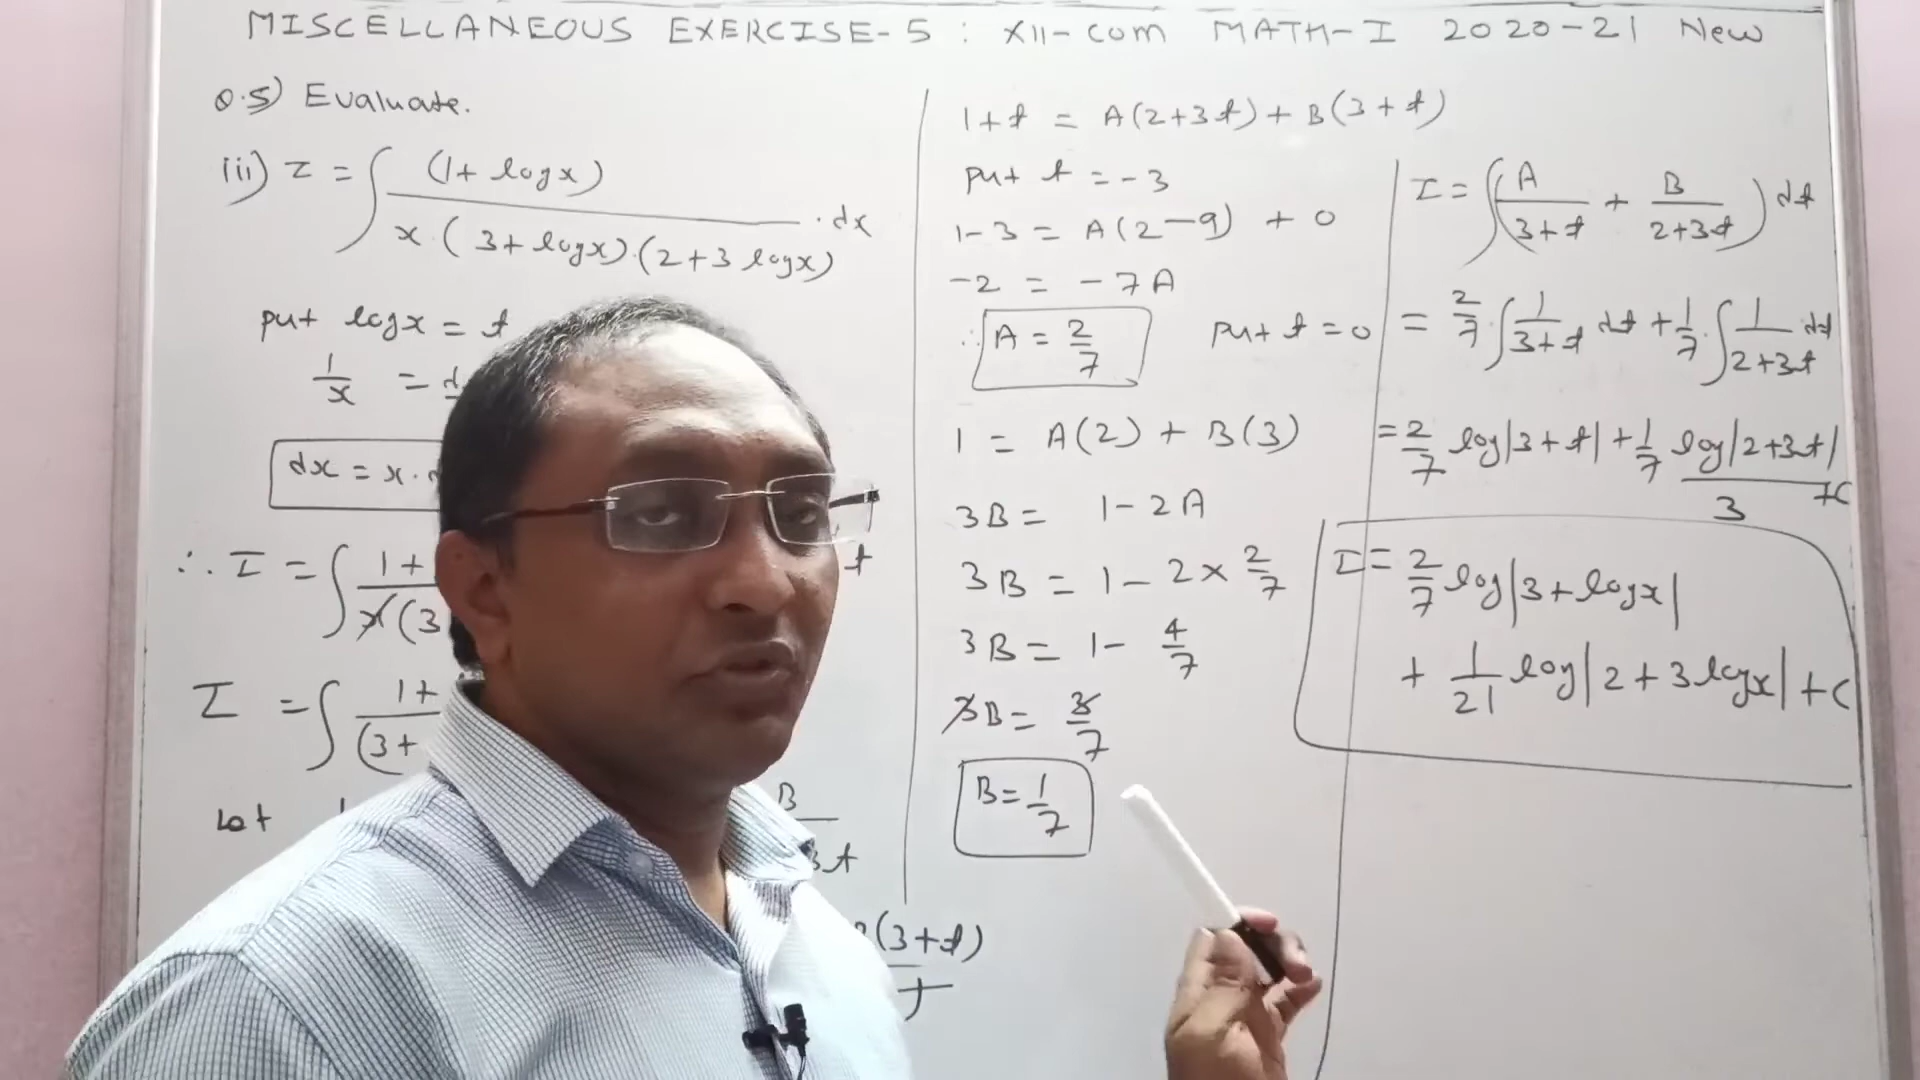 MISCELLANEOUS EXERCISE-5 : XII-COM MATH-I 2020-21 New
Q.5) Evaluate.
(ii) I = ∫ (1+logx) / x.(3+logx).(2+3logx) .dx
put logx = t
1/x = d
dx = x.
∴ I = ∫ 1+ / x(3 t
I = ∫ 1+ / (3+
Let B
3t
(3+t)
1+t = A(2+3t) + B(3+t)
put t = -3
1-3 = A(2-9) + 0
-2 = -7A
∴ A = 2/7 put t = 0
1 = A(2) + B(3)
3B = 1-2A
3B = 1-2×2/7
3B = 1-4/7
3B = 3/7
B = 1/7
I = ∫(A/3+t + B/2+3t) dt
= 2/7 ∫ 1/3+t dt + 1/7 . ∫ 1/2+3t dt
= 2/7 log|3+t| + 1/7 log|2+3t|/3 +C
I = 2/7 log|3+logx|
+ 1/21 log|2+3logx| + C